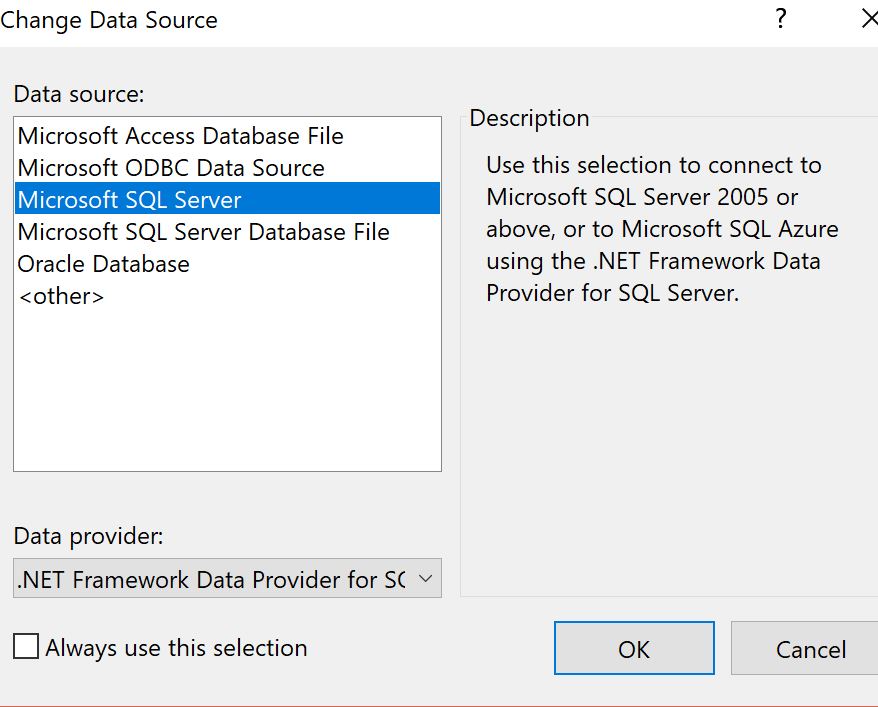 Change Data Source
?
Data source:
Microsoft Access Database File
Microsoft ODBC Data Source
Microsoft SQL Server
Microsoft SQL Server Database File
Oracle Database
<other>
Description
Use this selection to connect to
Microsoft SQL Server 2005 or
above, or to Microsoft SQL Azure
using the .NET Framework Data
Provider for SQL Server.
Data provider:
.NET Framework Data Provider for SQ
Always use this selection
OK
Cancel